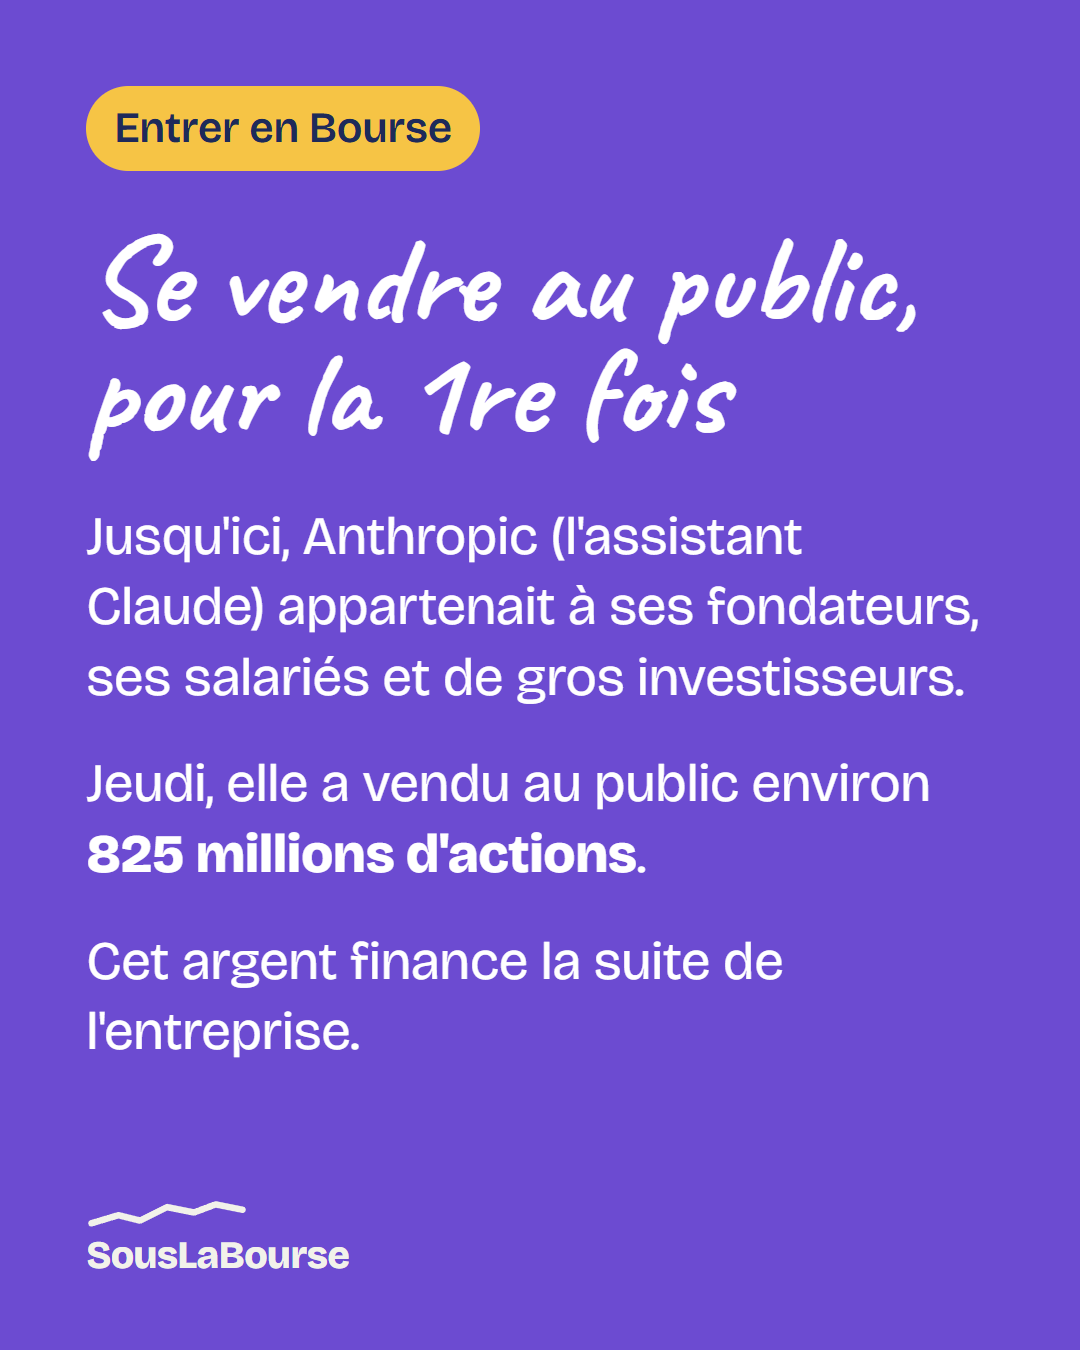 Entrer en Bourse
Se vendre au public,
pour la 1re fois
Jusqu'ici, Anthropic (l'assistant
Claude) appartenait à ses fondateurs,
ses salariés et de gros investisseurs.
Jeudi, elle a vendu au public environ
825 millions d'actions.
Cet argent finance la suite de
l'entreprise.
SousLaBourse